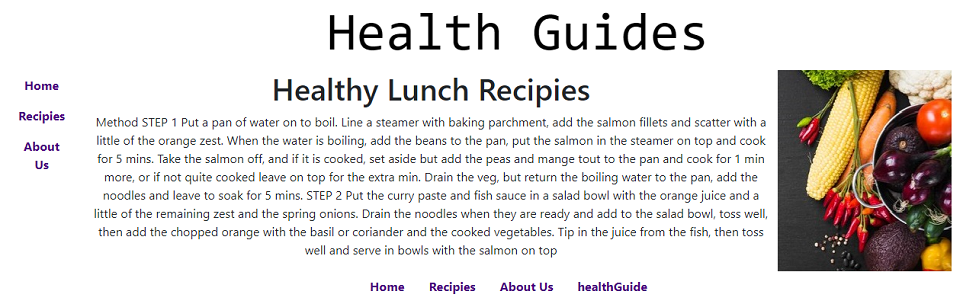 Health Guides
Home
Recipies
About
Us
Healthy Lunch Recipies
Method STEP 1 Put a pan of water on to boil. Line a steamer with baking parchment, add the salmon fillets and scatter with a
little of the orange zest. When the water is boiling, add the beans to the pan, put the salmon in the steamer on top and cook
for 5 mins. Take the salmon off, and if it is cooked, set aside but add the peas and mange tout to the pan and cook for 1 min
more, or if not quite cooked leave on top for the extra min. Drain the veg, but return the boiling water to the pan, add the
noodles and leave to soak for 5 mins. STEP 2 Put the curry paste and fish sauce in a salad bowl with the orange juice and a
little of the remaining zest and the spring onions. Drain the noodles when they are ready and add to the salad bowl, toss well,
then add the chopped orange with the basil or coriander and the cooked vegetables. Tip in the juice from the fish, then toss
well and serve in bowls with the salmon on top
Home Recipies About Us healthGuide